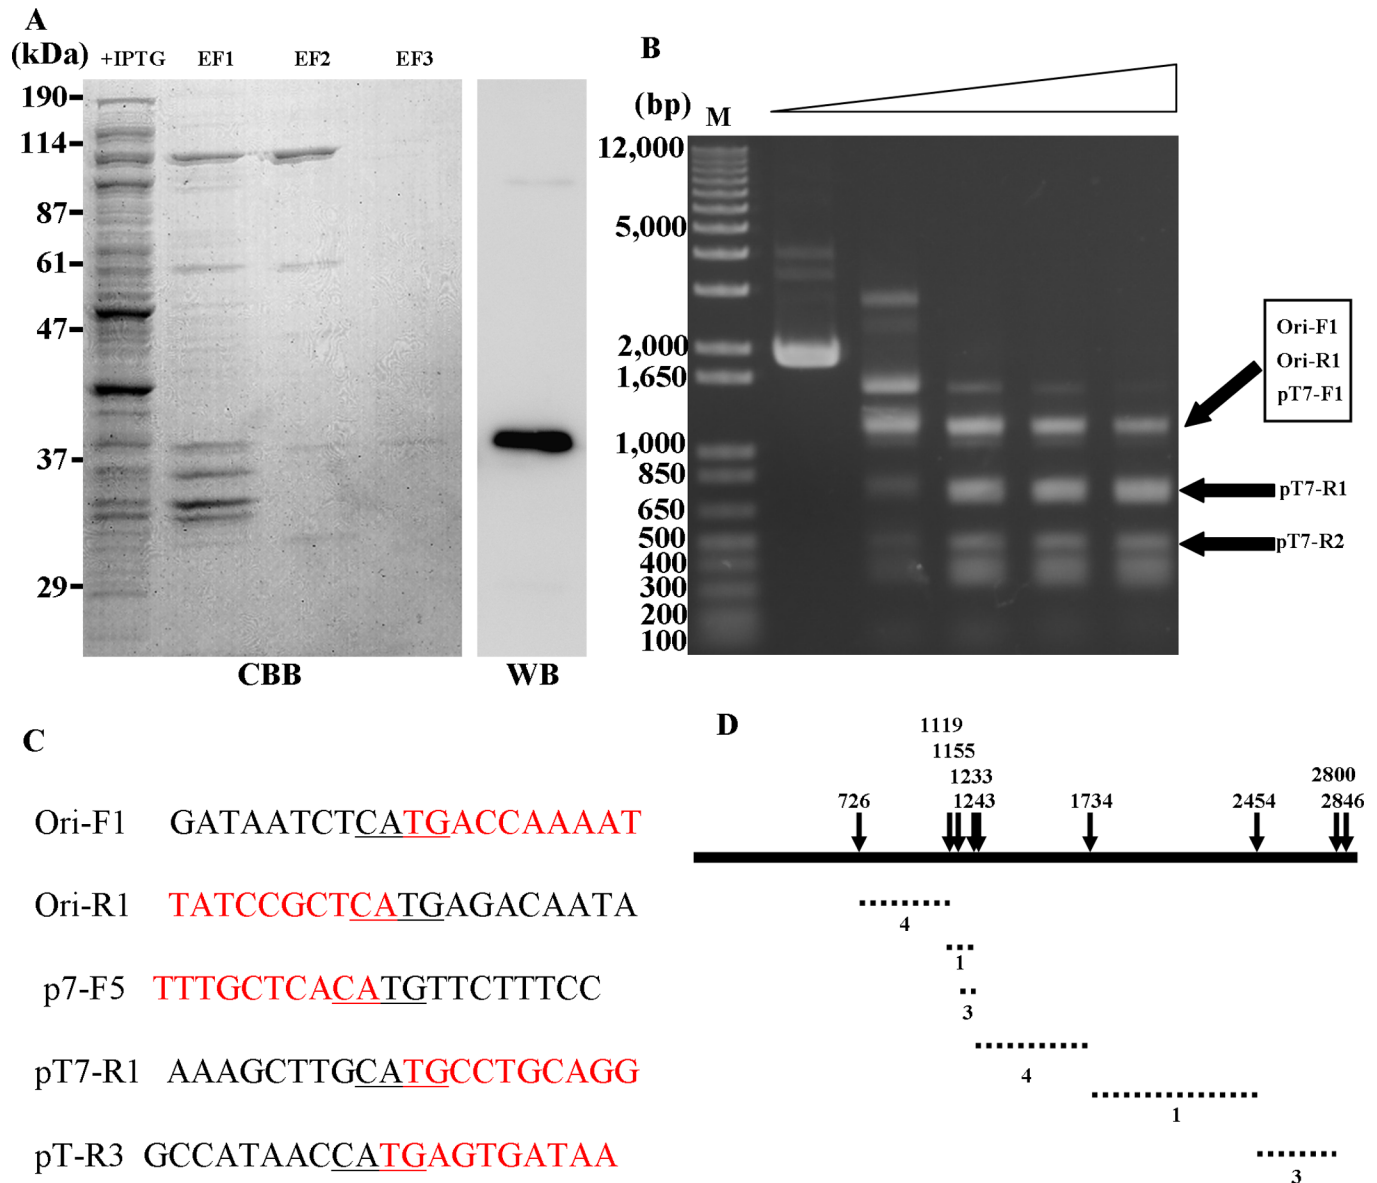 A
(kDa)
+IPTG EF1 EF2 EF3
190
114
87
61
47
37
29
CBB WB
B
(bp) M
12,000
5,000
2,000
1,650
1,000
850
650
500
400
300
200
100
Ori-F1
Ori-R1
pT7-F1
pT7-R1
pT7-R2
C
Ori-F1 GATAATCTCATGACCAAAAT
Ori-R1 TATCCGCTCATGAGACAATA
p7-F5 TTTGCTCACATGTTCTTTCC
pT7-R1 AAAGCTTGCATGCCTGCAGG
pT-R3 GCCATAACCATGAGTGATAA
D
1119
1155
1233 2800
726 1243 1734 2454 2846
4
1
3
4
1
3